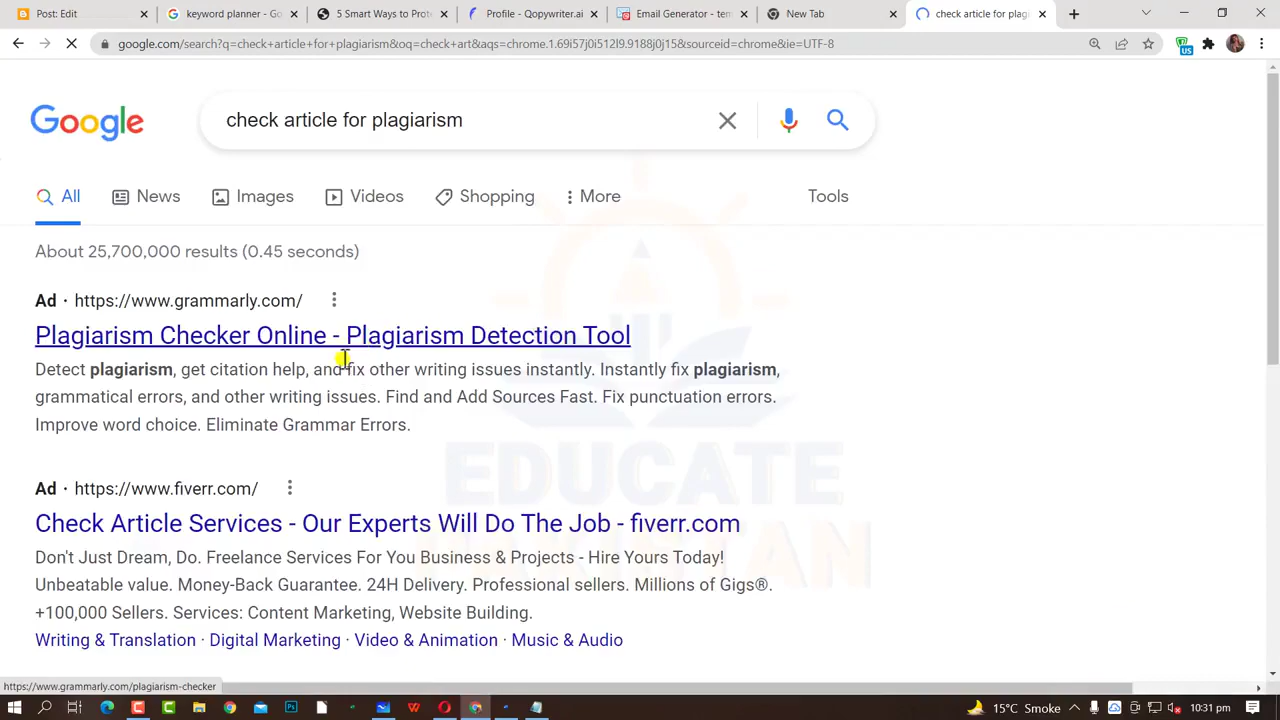 Post: Edit
keyword planner - Go
5 Smart Ways to Prote
Profile - Qopywriter.ai
Email Generator - tem
New Tab
check article for plagi
google.com/search?q=check+article+for+plagiarism&oq=check+art&aqs=chrome.1.69i57j0i512l9.9188j0j15&sourceid=chrome&ie=UTF-8
US
Google
check article for plagiarism
All
News
Images
Videos
Shopping
More
Tools
About 25,700,000 results (0.45 seconds)
Ad · https://www.grammarly.com/
Plagiarism Checker Online - Plagiarism Detection Tool
Detect plagiarism, get citation help, and fix other writing issues instantly. Instantly fix plagiarism,
grammatical errors, and other writing issues. Find and Add Sources Fast. Fix punctuation errors.
Improve word choice. Eliminate Grammar Errors.
EDUCATE
Ad · https://www.fiverr.com/
Check Article Services - Our Experts Will Do The Job - fiverr.com
Don't Just Dream, Do. Freelance Services For You Business & Projects - Hire Yours Today!
Unbeatable value. Money-Back Guarantee. 24H Delivery. Professional sellers. Millions of Gigs®.
+100,000 Sellers. Services: Content Marketing, Website Building.
Writing & Translation · Digital Marketing · Video & Animation · Music & Audio
https://www.grammarly.com/plagiarism-checker
15°C Smoke
10:31 pm